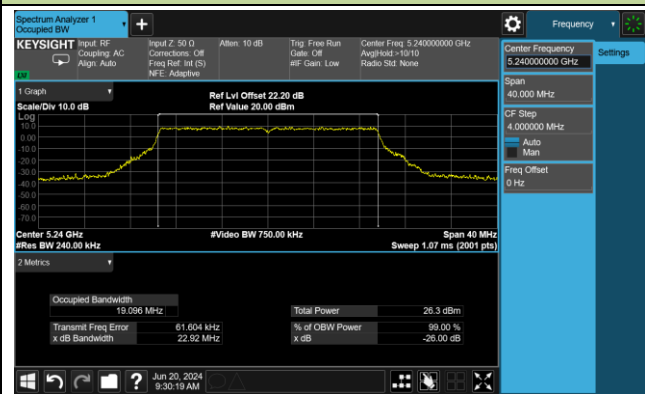 Spectrum Analyzer 1
Occupied BW
+
Frequency
KEYSIGHT
Input: RF
Coupling: AC
Align: Auto
Input Z: 50 Ω
Corrections: Off
Freq Ref: Int (S)
NFE: Adaptive
Atten: 10 dB
Trig: Free Run
Gate: Off
#IF Gain: Low
Center Freq: 5.240000000 GHz
Avg|Hold:>10/10
Radio Std: None
Center Frequency
5.240000000 GHz
Settings
Span
40.000 MHz
CF Step
4.000000 MHz
Auto
Man
Freq Offset
0 Hz
1 Graph
Scale/Div 10.0 dB
Ref Lvl Offset 22.20 dB
Ref Value 20.00 dBm
Log
10.0
0.00
-10.0
-20.0
-30.0
-40.0
-50.0
-60.0
-70.0
Center 5.24 GHz
#Video BW 750.00 kHz
Span 40 MHz
#Res BW 240.00 kHz
Sweep 1.07 ms (2001 pts)
2 Metrics
Occupied Bandwidth
19.096 MHz
Total Power
26.3 dBm
Transmit Freq Error
61.604 kHz
% of OBW Power
99.00 %
x dB Bandwidth
22.92 MHz
x dB
-26.00 dB
?
Jun 20, 2024
9:30:19 AM